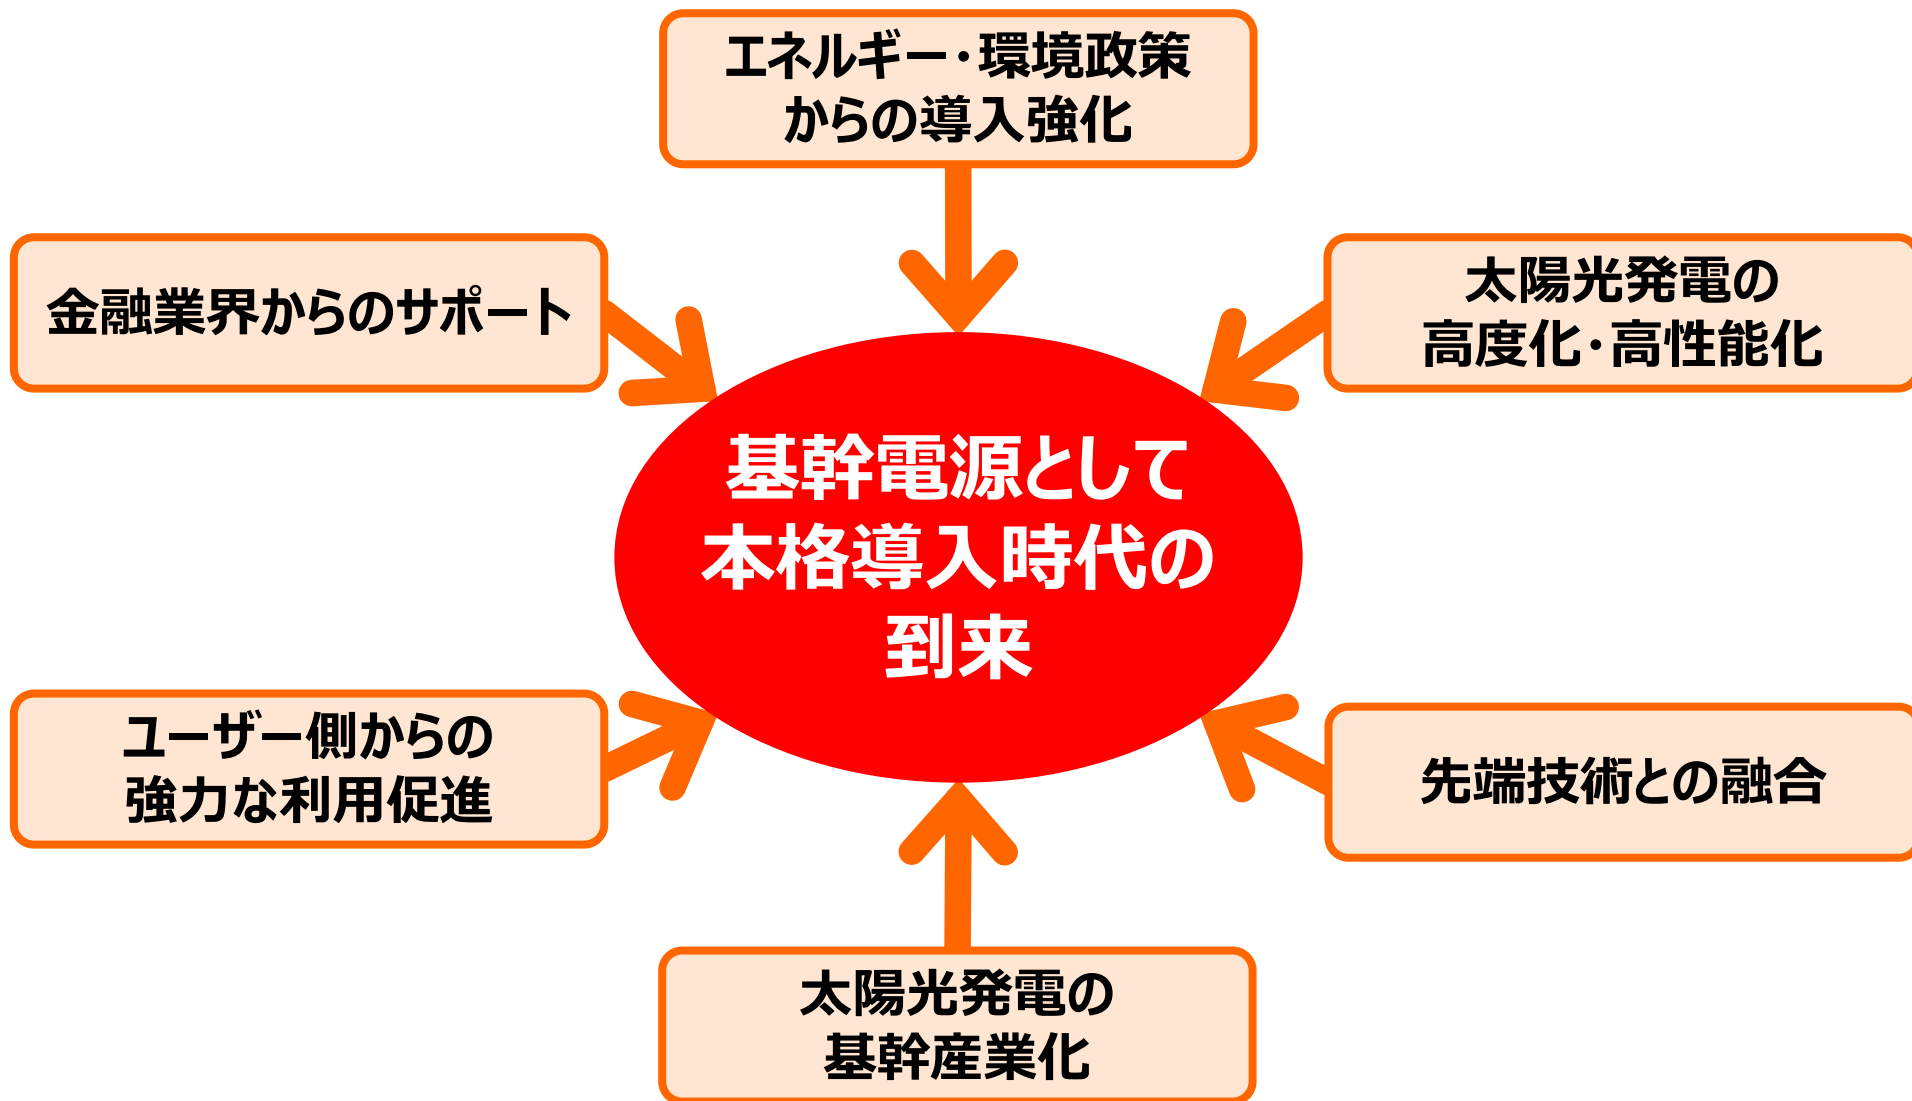 エネルギー・環境政策
からの導入強化
金融業界からのサポート
太陽光発電の
高度化・高性能化
基幹電源として
本格導入時代の
到来
ユーザー側からの
強力な利用促進
先端技術との融合
太陽光発電の
基幹産業化